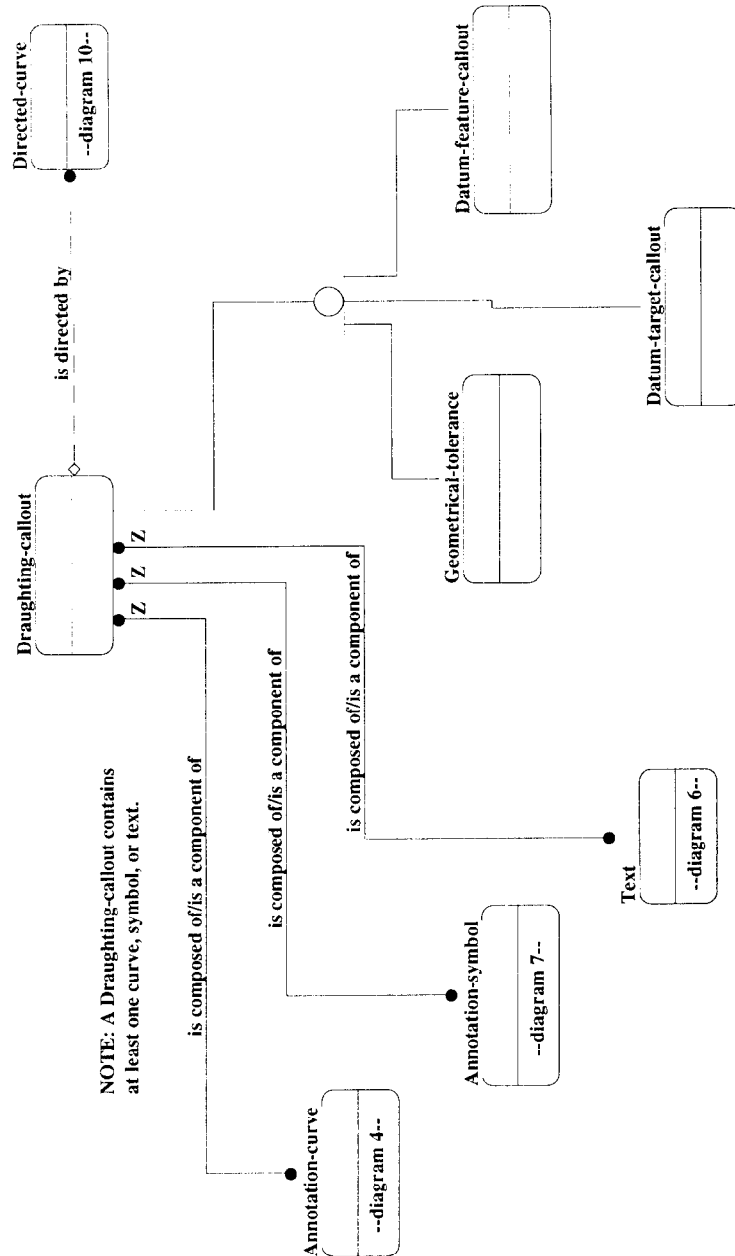 Draughting-callout
Directed-curve
--diagram 10--
is directed by
NOTE: A Draughting-callout contains
at least one curve, symbol, or text.
Z
Z
Z
is composed of/is a component of
is composed of/is a component of
is composed of/is a component of
Annotation-curve
--diagram 4--
Annotation-symbol
--diagram 7--
Text
--diagram 6--
Geometrical-tolerance
Datum-target-callout
Datum-feature-callout